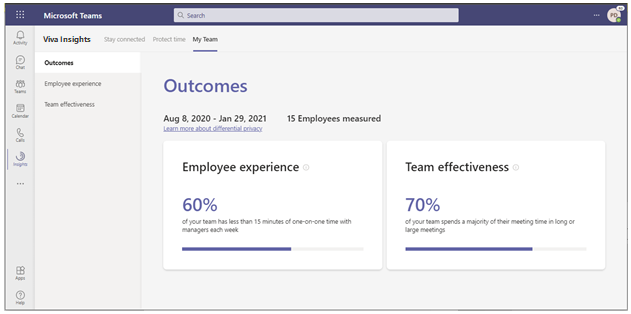 Microsoft Teams
Search
PD
Viva Insights
Stay connected
Protect time
My Team
Activity
Chat
Teams
Calendar
Calls
Insights
Apps
Help
Outcomes
Employee experience
Team effectiveness
Outcomes
Aug 8, 2020 - Jan 29, 2021
15 Employees measured
Learn more about differential privacy
Employee experience
60%
of your team has less than 15 minutes of one-on-one time with
managers each week
Team effectiveness
70%
of your team spends a majority of their meeting time in long or
large meetings